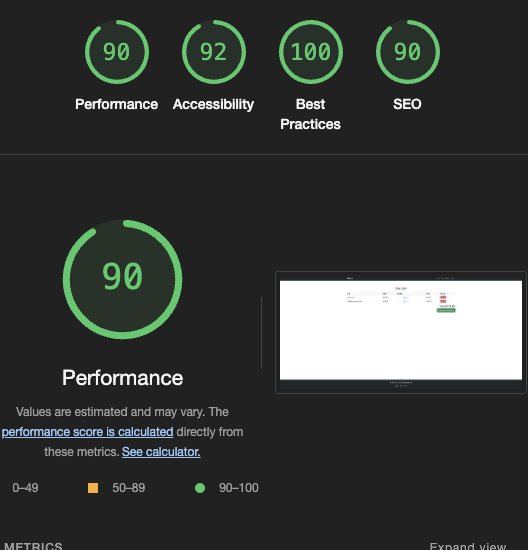 90
92
100
90
Performance
Accessibility
Best
Practices
SEO
90
Performance
Values are estimated and may vary. The
performance score is calculated directly from
these metrics. See calculator.
0–49
50–89
90–100
METRICS
Expand view